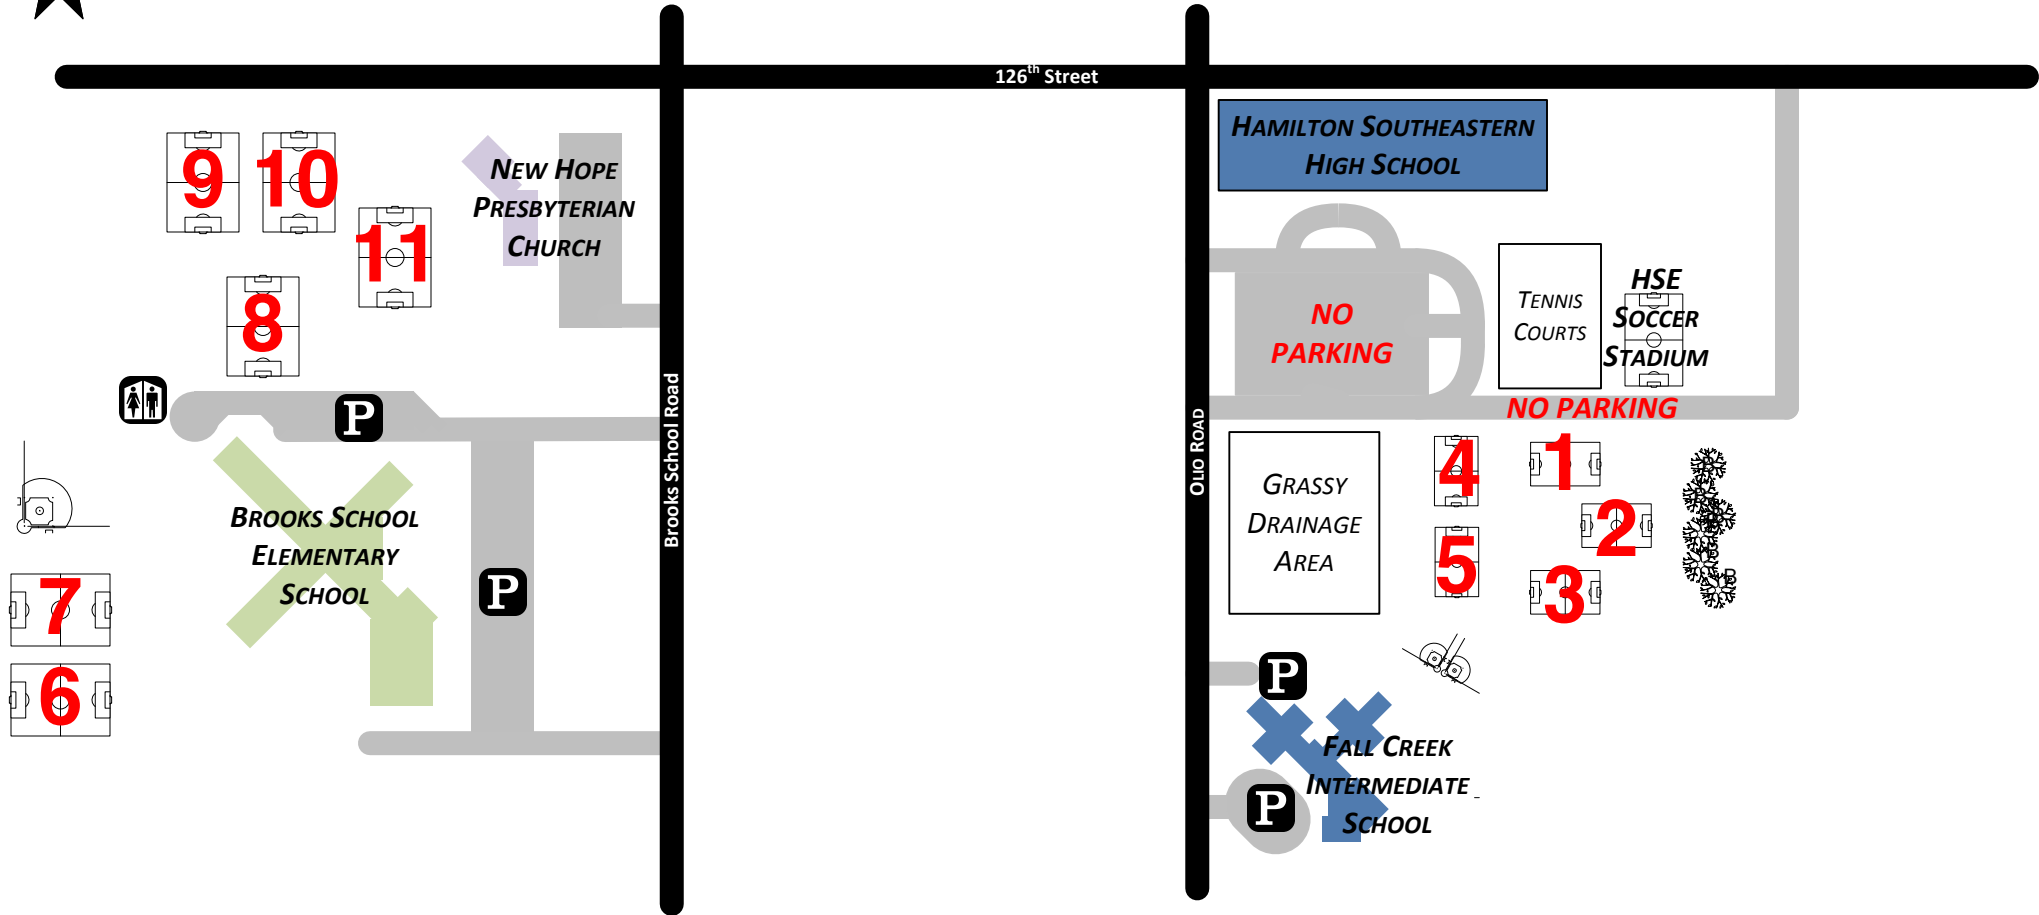 126th Street
HAMILTON SOUTHEASTERN
HIGH SCHOOL
9
10
11
8
NEW HOPE
PRESBYTERIAN
CHURCH
Brooks School Road
OLIO ROAD
NO
PARKING
TENNIS
COURTS
HSE
SOCCER
STADIUM
NO PARKING
P
P
BROOKS SCHOOL
ELEMENTARY
SCHOOL
7
6
GRASSY
DRAINAGE
AREA
4
1
2
5
3
P
P
FALL CREEK
INTERMEDIATE
SCHOOL